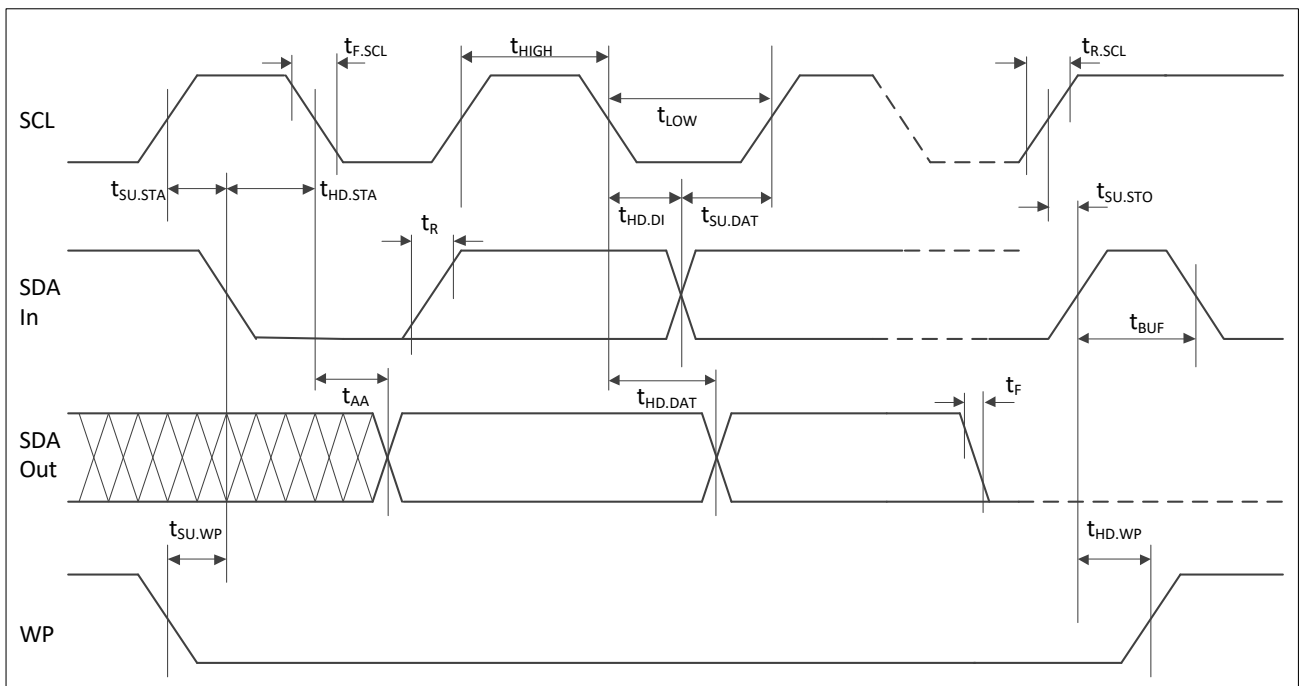 tF.SCL
tHIGH
tR.SCL
SCL
tLOW
tSU.STA
tHD.STA
tHD.DI
tSU.DAT
tSU.STO
tR
SDA
In
tBUF
tAA
tHD.DAT
tF
SDA
Out
tSU.WP
tHD.WP
WP